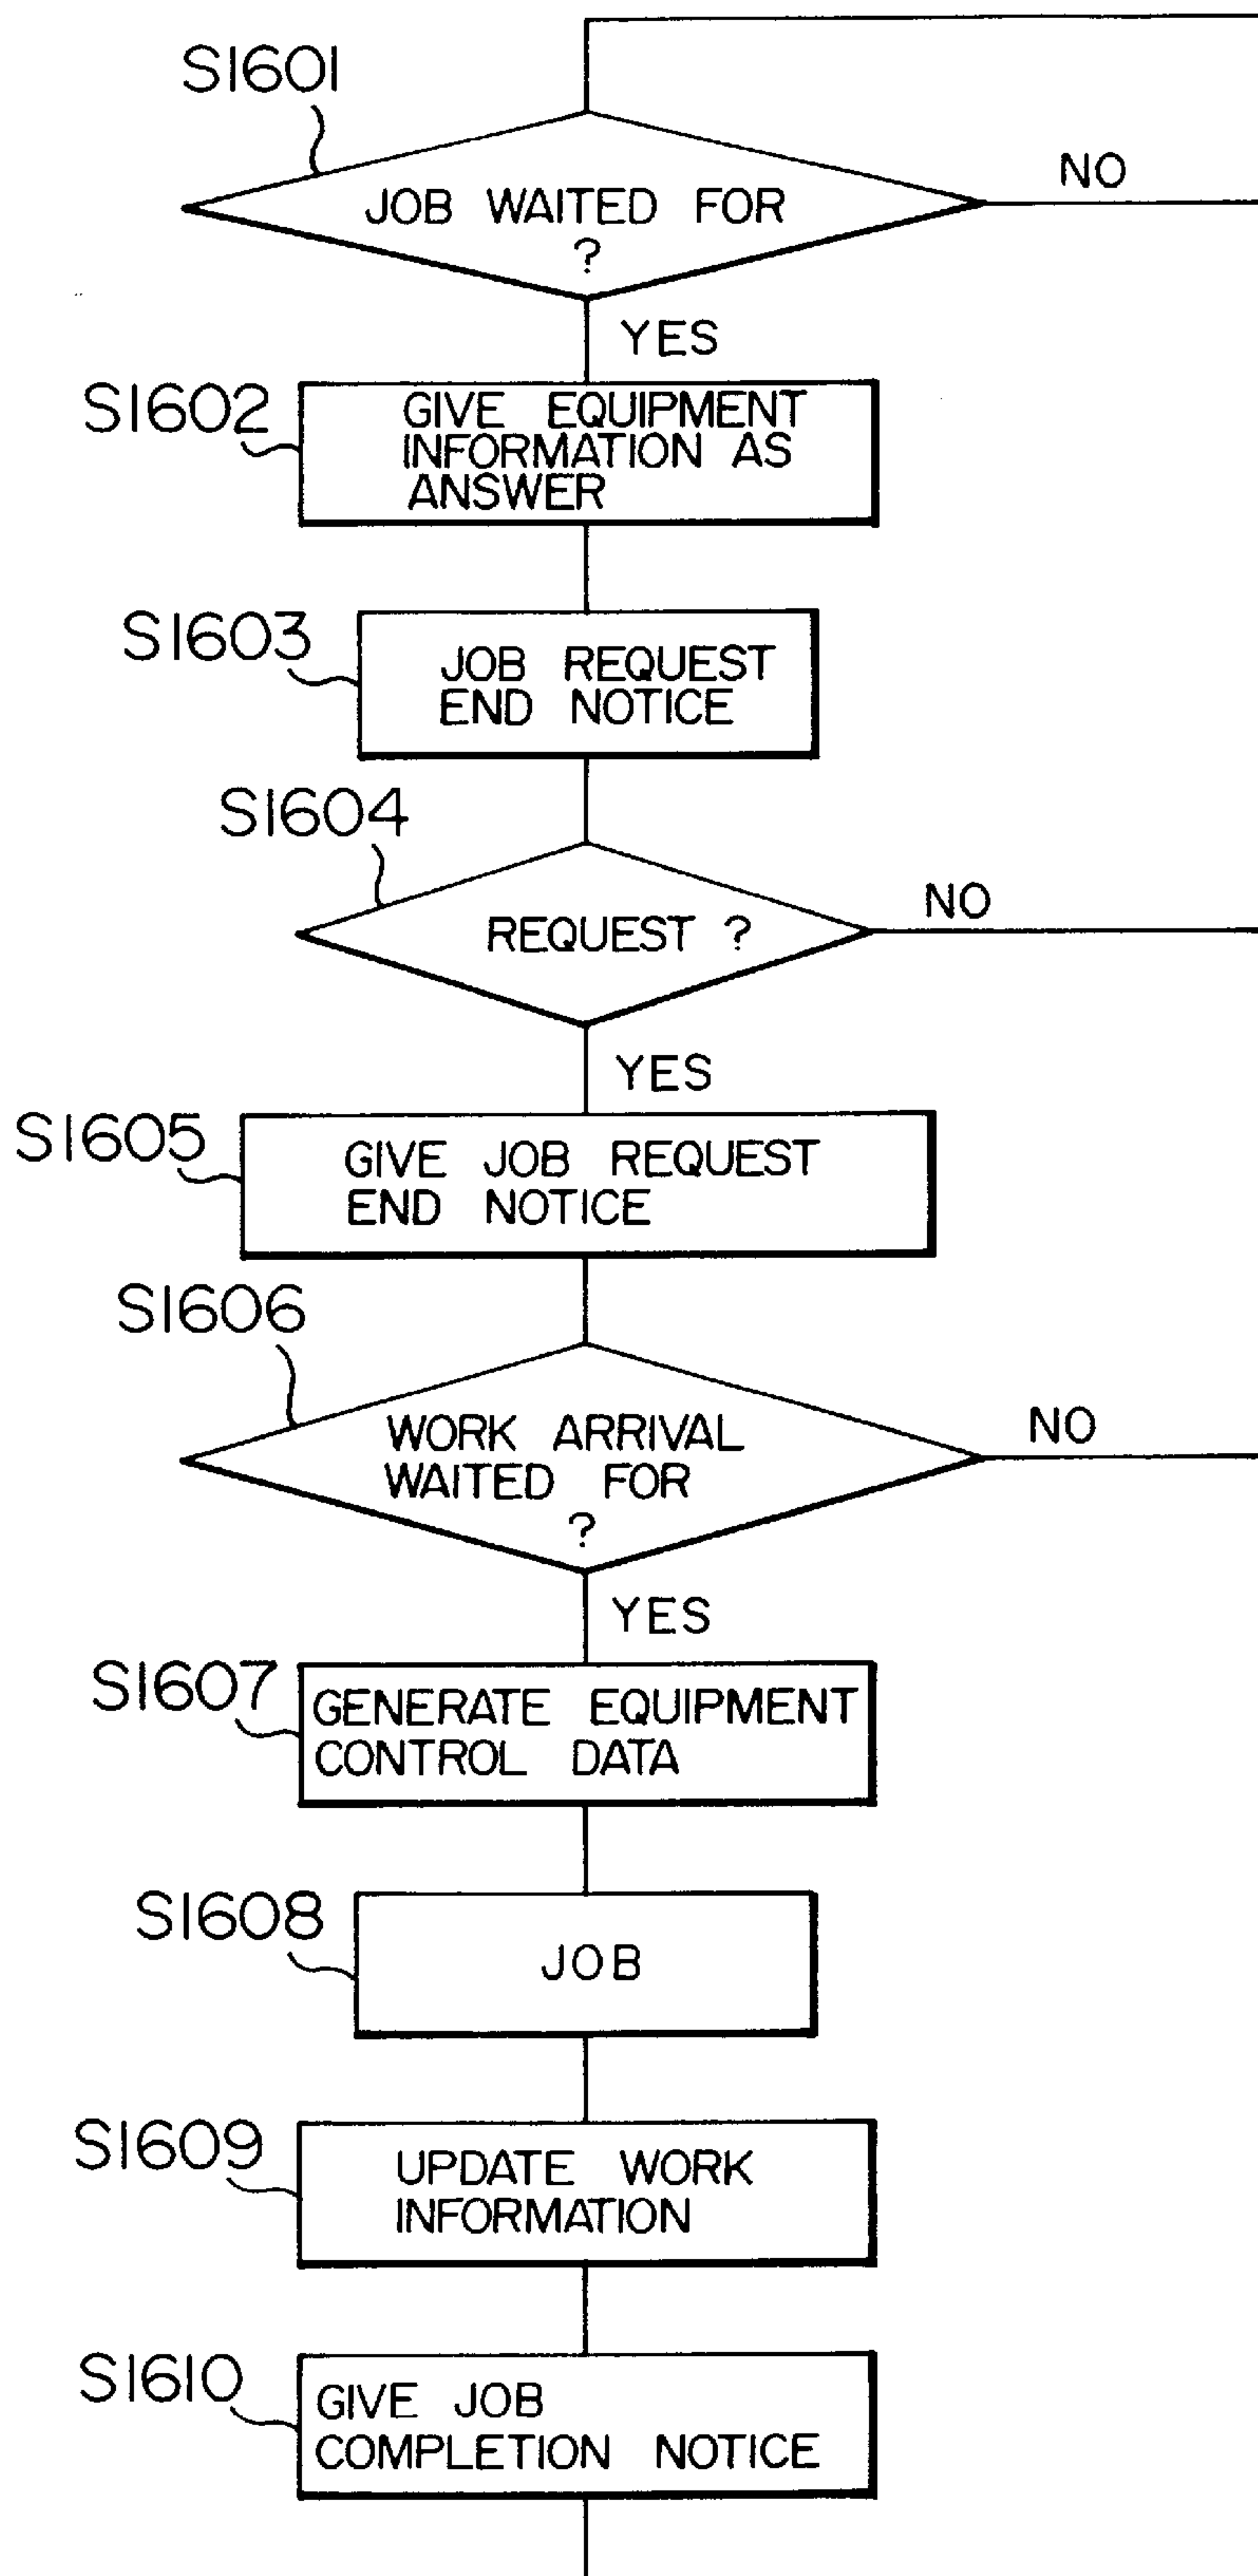 S1601
JOB WAITED FOR
?
NO
YES
S1602
GIVE EQUIPMENT
INFORMATION AS
ANSWER
S1603
JOB REQUEST
END NOTICE
S1604
REQUEST ?
NO
YES
S1605
GIVE JOB REQUEST
END NOTICE
S1606
WORK ARRIVAL
WAITED FOR
?
NO
YES
S1607
GENERATE EQUIPMENT
CONTROL DATA
S1608
JOB
S1609
UPDATE WORK
INFORMATION
S1610
GIVE JOB
COMPLETION NOTICE